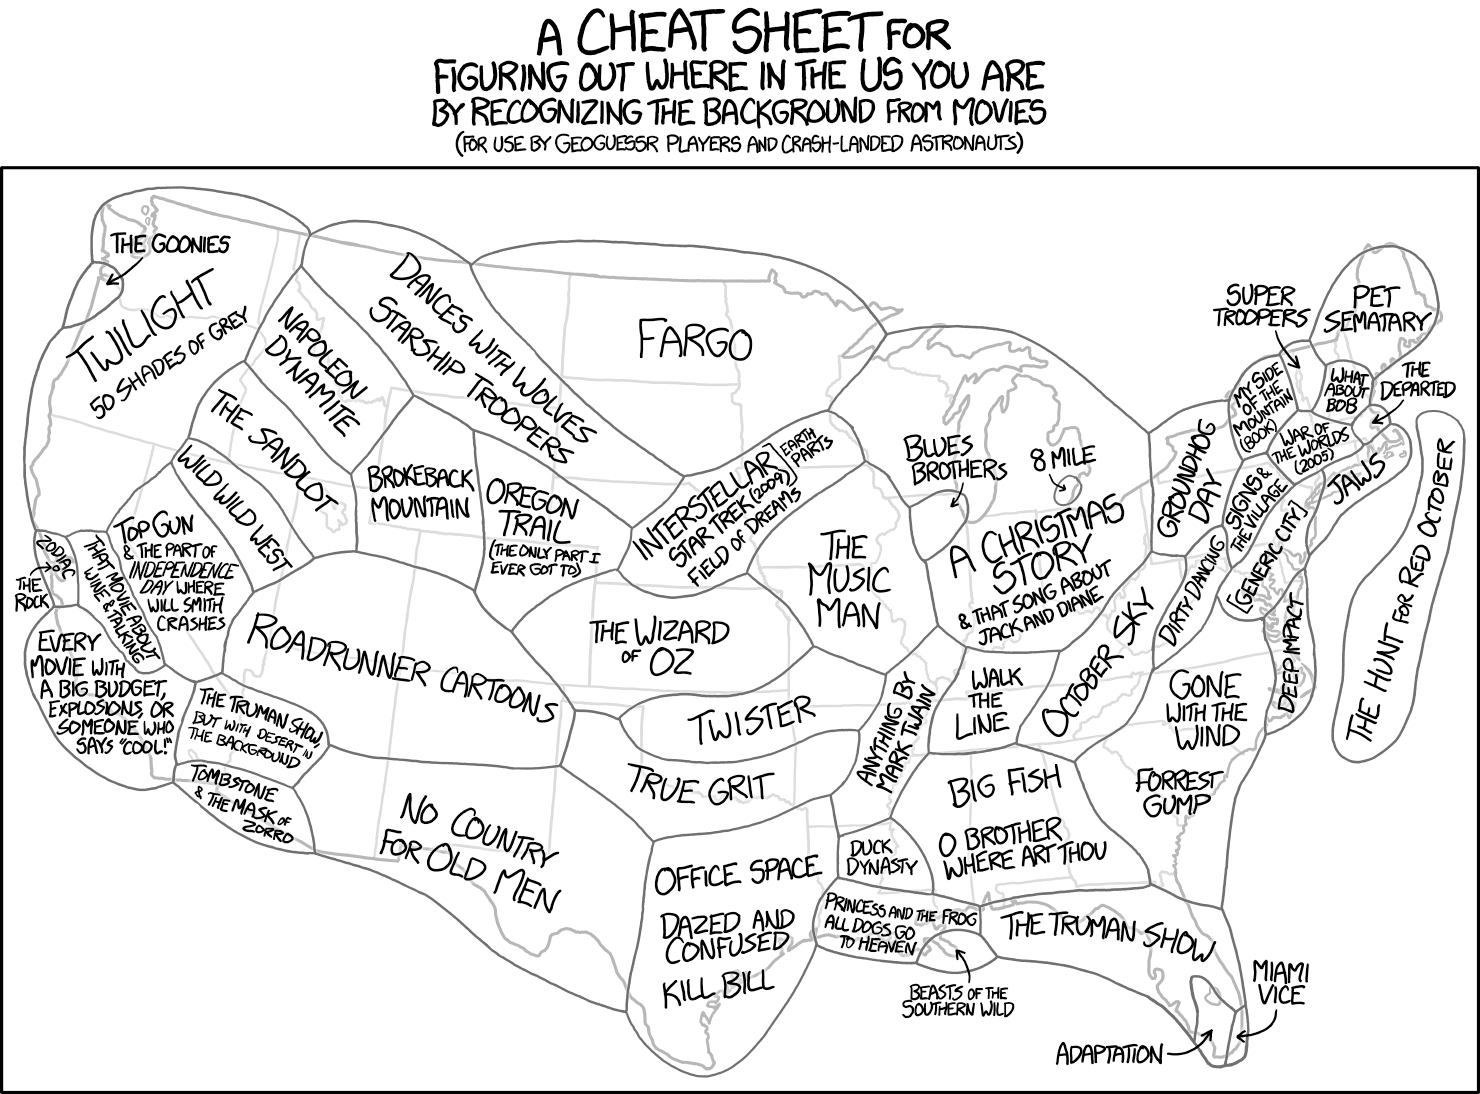 A CHEAT SHEET FOR
FIGURING OUT WHERE IN THE US YOU ARE
BY RECOGNIZING THE BACKGROUND FROM MOVIES
(FOR USE BY GEOGUESSR PLAYERS AND CRASH-LANDED ASTRONAUTS)
THE GOONIES
TWILIGHT
50 SHADES OF GREY
NAPOLEON
DYNAMITE
DANCES WITH WOLVES
STARSHIP TROOPERS
FARGO
THE SANDLOT
WILD WILD WEST
BROKEBACK
MOUNTAIN
OREGON
TRAIL
(THE ONLY PART I
EVER GOT TO)
INTERSTELLAR
STAR TREK (2009)
]EARTH
PARTS
FIELD OF DREAMS
THE
MUSIC
MAN
BLUES
BROTHERS
8 MILE
A CHRISTMAS
STORY
& THAT SONG ABOUT
JACK AND DIANE
GROUNDHOG
DAY
SUPER
TROOPERS
PET
SEMATARY
MY SIDE
OF THE
MOUNTAIN
(BOOK)
WHAT
ABOUT
BOB
THE
DEPARTED
WAR OF
THE WORLDS
(2005)
JAWS
SIGNS &
THE VILLAGE
[GENERIC CITY]
DIRTY DANCING
THE HUNT FOR RED OCTOBER
ZODIAC
THE
ROCK
THAT MOVIE ABOUT
WINE & TALKING
TOP GUN
& THE PART OF
INDEPENDENCE
DAY WHERE
WILL SMITH
CRASHES
EVERY
MOVIE WITH
A BIG BUDGET,
EXPLOSIONS, OR
SOMEONE WHO
SAYS "COOL!"
ROADRUNNER CARTOONS
THE WIZARD
OF OZ
TWISTER
TRUE GRIT
ANYTHING BY
MARK TWAIN
WALK
THE
LINE
OCTOBER SKY
DEEP IMPACT
GONE
WITH THE
WIND
FORREST
GUMP
THE TRUMAN SHOW,
BUT WITH DESERT IN
THE BACKGROUND
TOMBSTONE
& THE MASK OF
ZORRO
NO COUNTRY
FOR OLD MEN
OFFICE SPACE
DAZED AND
CONFUSED
KILL BILL
DUCK
DYNASTY
BIG FISH
O BROTHER
WHERE ART THOU
PRINCESS AND THE FROG
ALL DOGS GO
TO HEAVEN
BEASTS OF THE
SOUTHERN WILD
THE TRUMAN SHOW
MIAMI
VICE
ADAPTATION